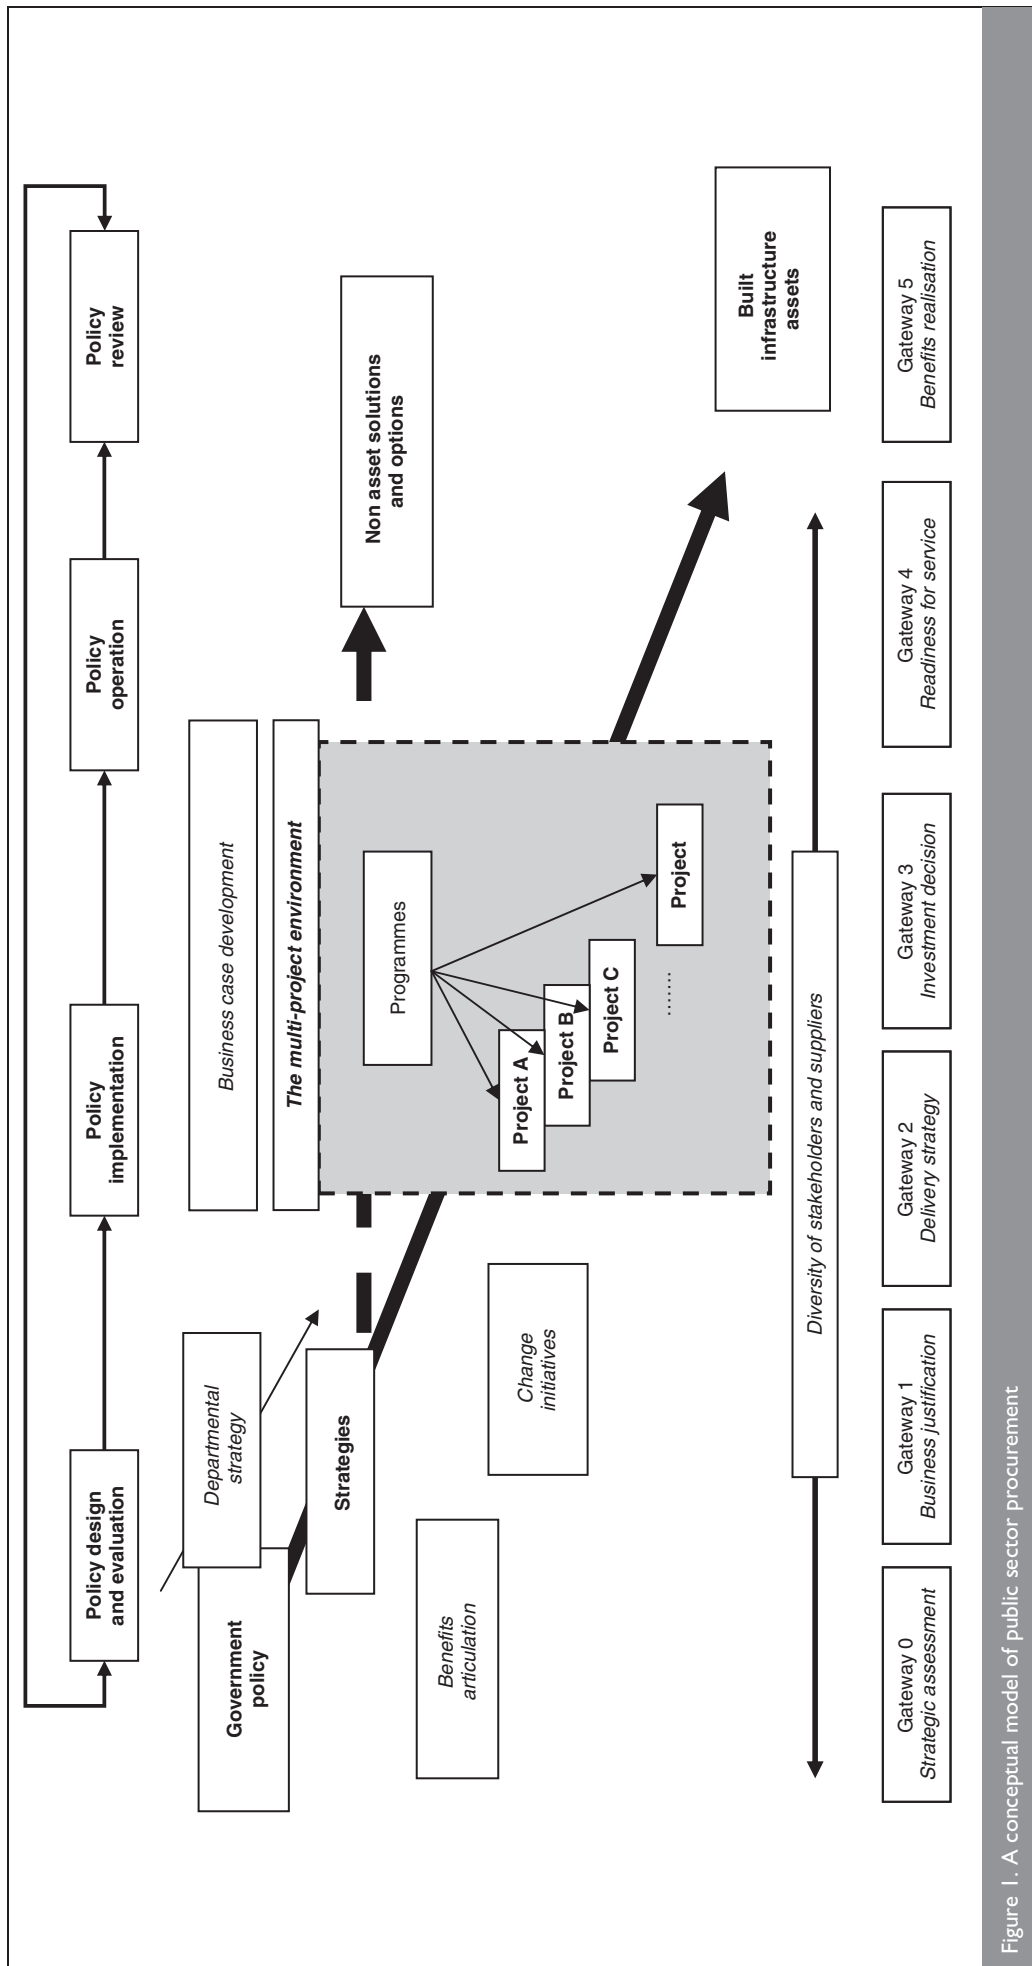 Policy design
and evaluation
Policy
implementation
Policy
operation
Policy
review
Departmental
strategy
Government
policy
Strategies
Benefits
articulation
Change
initiatives
Business case development
The multi-project environment
Programmes
Project A
Project B
Project C
.......
Project
Non asset solutions
and options
Built
infrastructure
assets
Diversity of stakeholders and suppliers
Gateway 0
Strategic assessment
Gateway 1
Business justification
Gateway 2
Delivery strategy
Gateway 3
Investment decision
Gateway 4
Readiness for service
Gateway 5
Benefits realisation
Figure 1. A conceptual model of public sector procurement